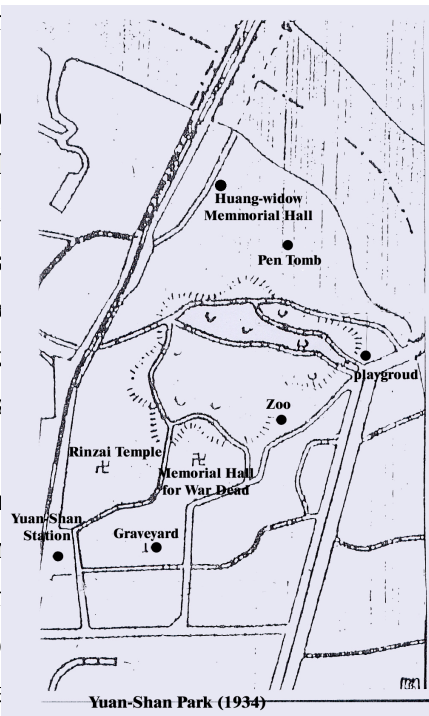 Huang-widow
Memmorial Hall
Pen Tomb
playgroud
Zoo
Rinzai Temple
卍
卍
Memorial Hall
for War Dead
Yuan-Shan
Station
Graveyard
Yuan-Shan Park (1934)